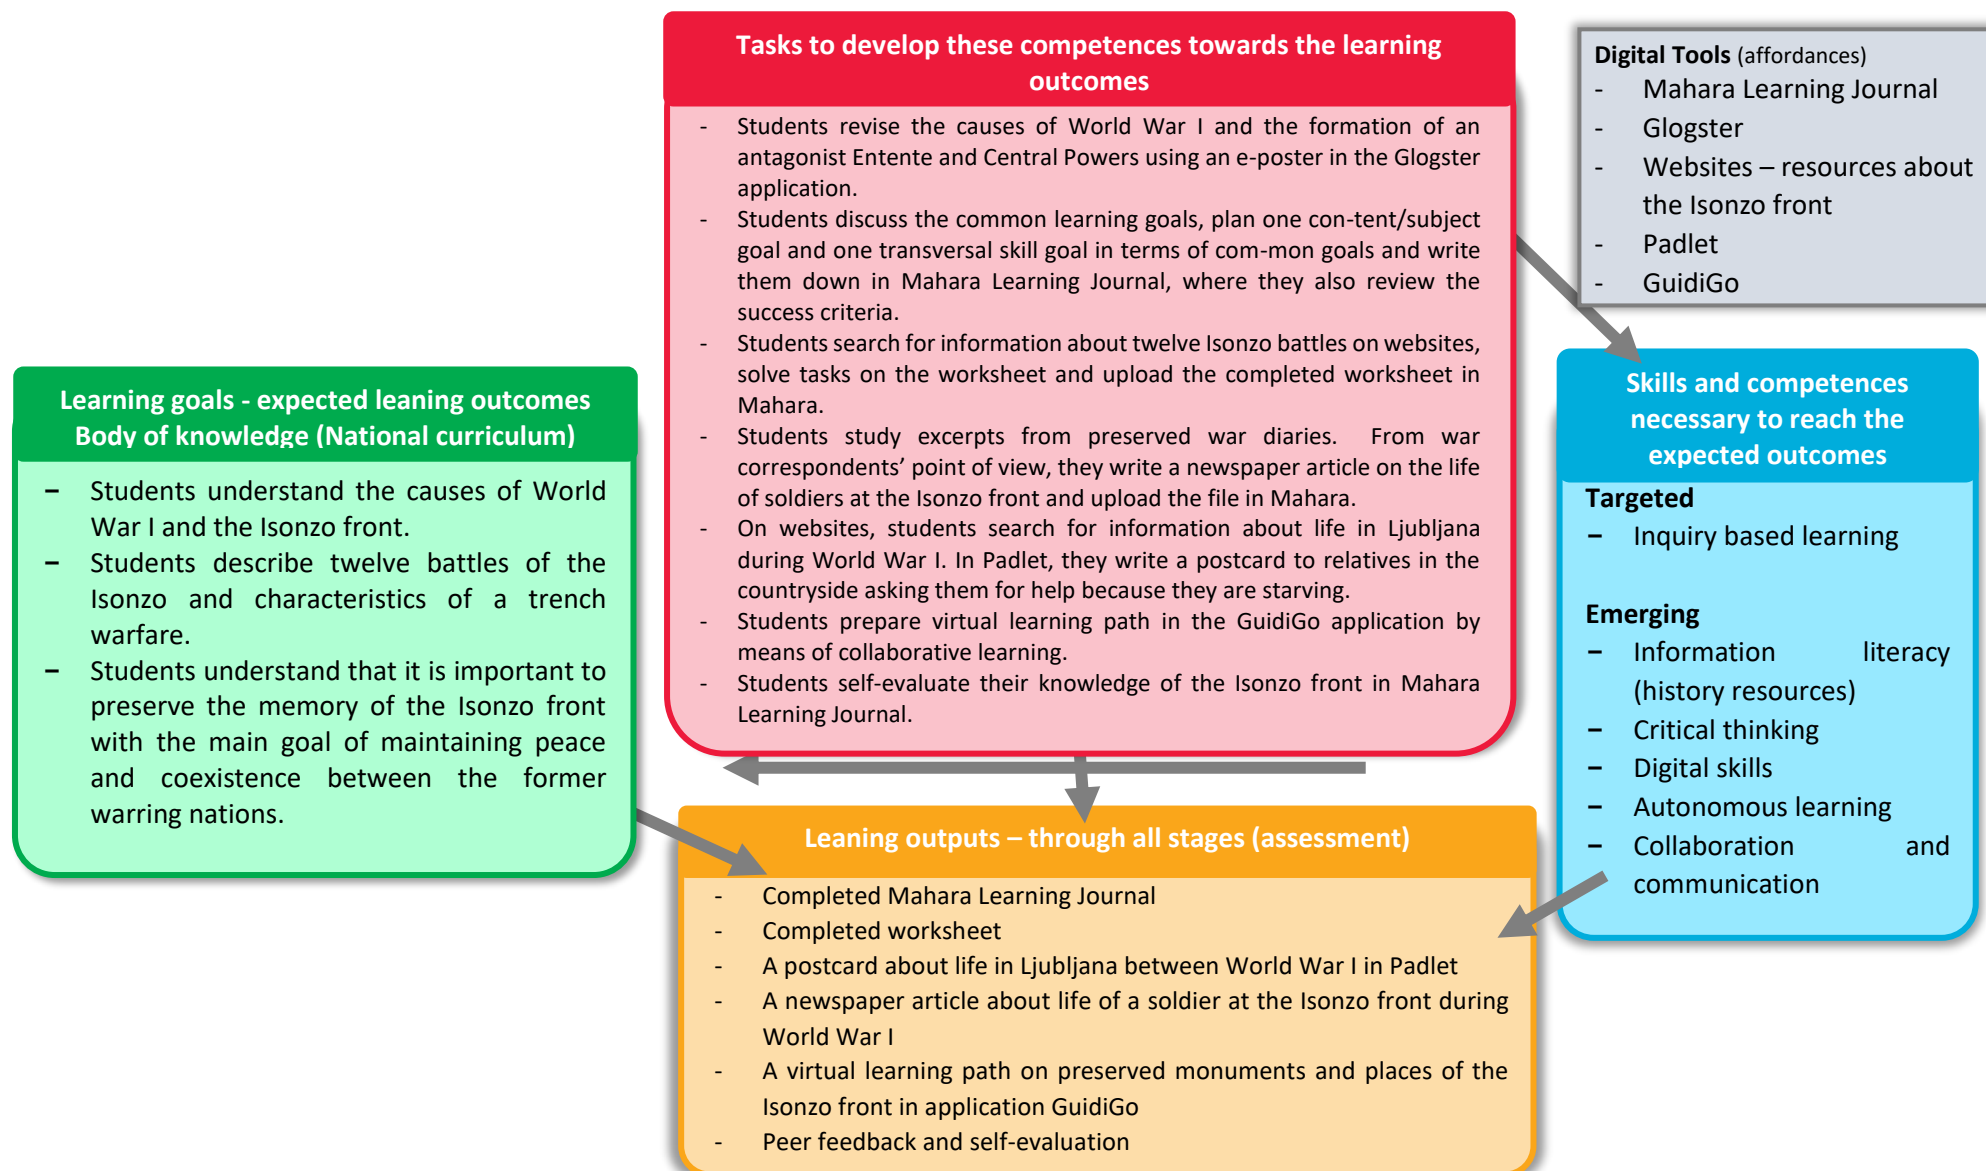 Tasks to develop these competences towards the learning
outcomes
- Students revise the causes of World War I and the formation of an
antagonist Entente and Central Powers using an e-poster in the Glogster
application.
- Students discuss the common learning goals, plan one con-tent/subject
goal and one transversal skill goal in terms of com-mon goals and write
them down in Mahara Learning Journal, where they also review the
success criteria.
- Students search for information about twelve Isonzo battles on websites,
solve tasks on the worksheet and upload the completed worksheet in
Mahara.
- Students study excerpts from preserved war diaries. From war
correspondents’ point of view, they write a newspaper article on the life
of soldiers at the Isonzo front and upload the file in Mahara.
- On websites, students search for information about life in Ljubljana
during World War I. In Padlet, they write a postcard to relatives in the
countryside asking them for help because they are starving.
- Students prepare virtual learning path in the GuidiGo application by
means of collaborative learning.
- Students self-evaluate their knowledge of the Isonzo front in Mahara
Learning Journal.
Digital Tools (affordances)
- Mahara Learning Journal
- Glogster
- Websites – resources about
the Isonzo front
- Padlet
- GuidiGo
Learning goals - expected leaning outcomes
Body of knowledge (National curriculum)
– Students understand the causes of World
War I and the Isonzo front.
– Students describe twelve battles of the
Isonzo and characteristics of a trench
warfare.
– Students understand that it is important to
preserve the memory of the Isonzo front
with the main goal of maintaining peace
and coexistence between the former
warring nations.
Skills and competences
necessary to reach the
expected outcomes
Targeted
– Inquiry based learning
Emerging
– Information literacy
(history resources)
– Critical thinking
– Digital skills
– Autonomous learning
– Collaboration and
communication
Leaning outputs – through all stages (assessment)
- Completed Mahara Learning Journal
- Completed worksheet
- A postcard about life in Ljubljana between World War I in Padlet
- A newspaper article about life of a soldier at the Isonzo front during
World War I
- A virtual learning path on preserved monuments and places of the
Isonzo front in application GuidiGo
- Peer feedback and self-evaluation